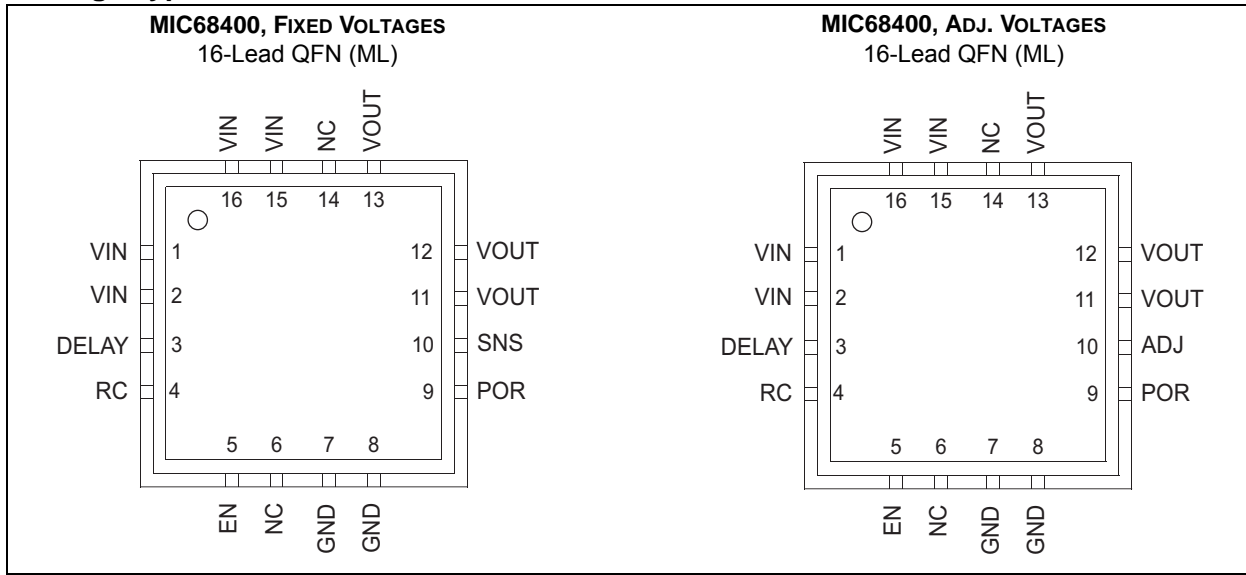 MIC68400, FIXED VOLTAGES
16-Lead QFN (ML)
VIN
VIN
NC
VOUT
16 15 14 13
VIN 1 12 VOUT
VIN 2 11 VOUT
DELAY 3 10 SNS
RC 4 9 POR
5 6 7 8
EN
NC
GND
GND
MIC68400, ADJ. VOLTAGES
16-Lead QFN (ML)
VIN
VIN
NC
VOUT
16 15 14 13
VIN 1 12 VOUT
VIN 2 11 VOUT
DELAY 3 10 ADJ
RC 4 9 POR
5 6 7 8
EN
NC
GND
GND